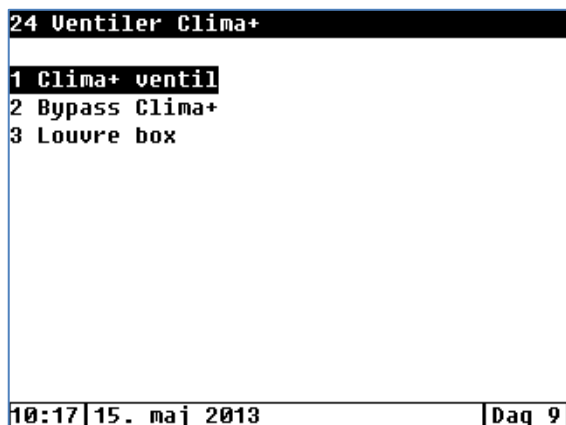 24 Ventiler Clima+
1 Clima+ ventil
2 Bypass Clima+
3 Louvre box
10:17 15. maj 2013 Dag 9